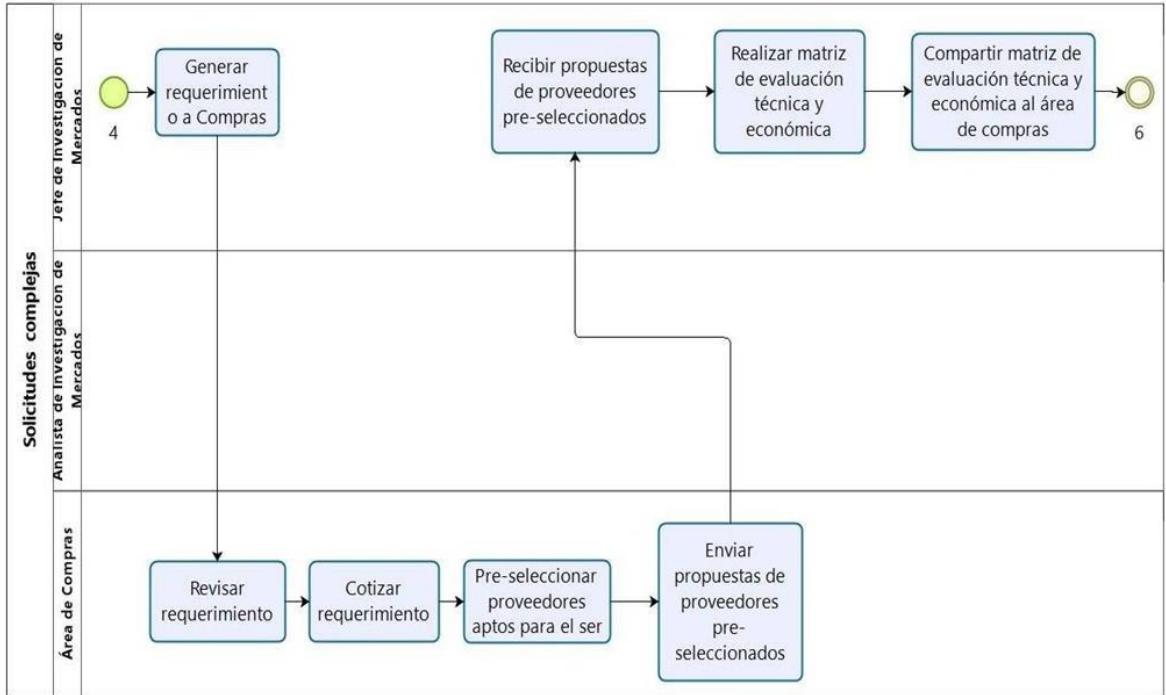 Solicitudes complejas
Jefe de Investigacion de
Mercados
4
Generar
requerimient
o a Compras
Recibir propuestas
de proveedores
pre-seleccionados
Realizar matriz
de evaluación
técnica y
económica
Compartir matriz de
evaluación técnica y
económica al área
de compras
6
Analista de Investigacion de
Mercados
Área de Compras
Revisar
requerimiento
Cotizar
requerimiento
Pre-seleccionar
proveedores
aptos para el ser
Enviar
propuestas de
proveedores
pre-
seleccionados